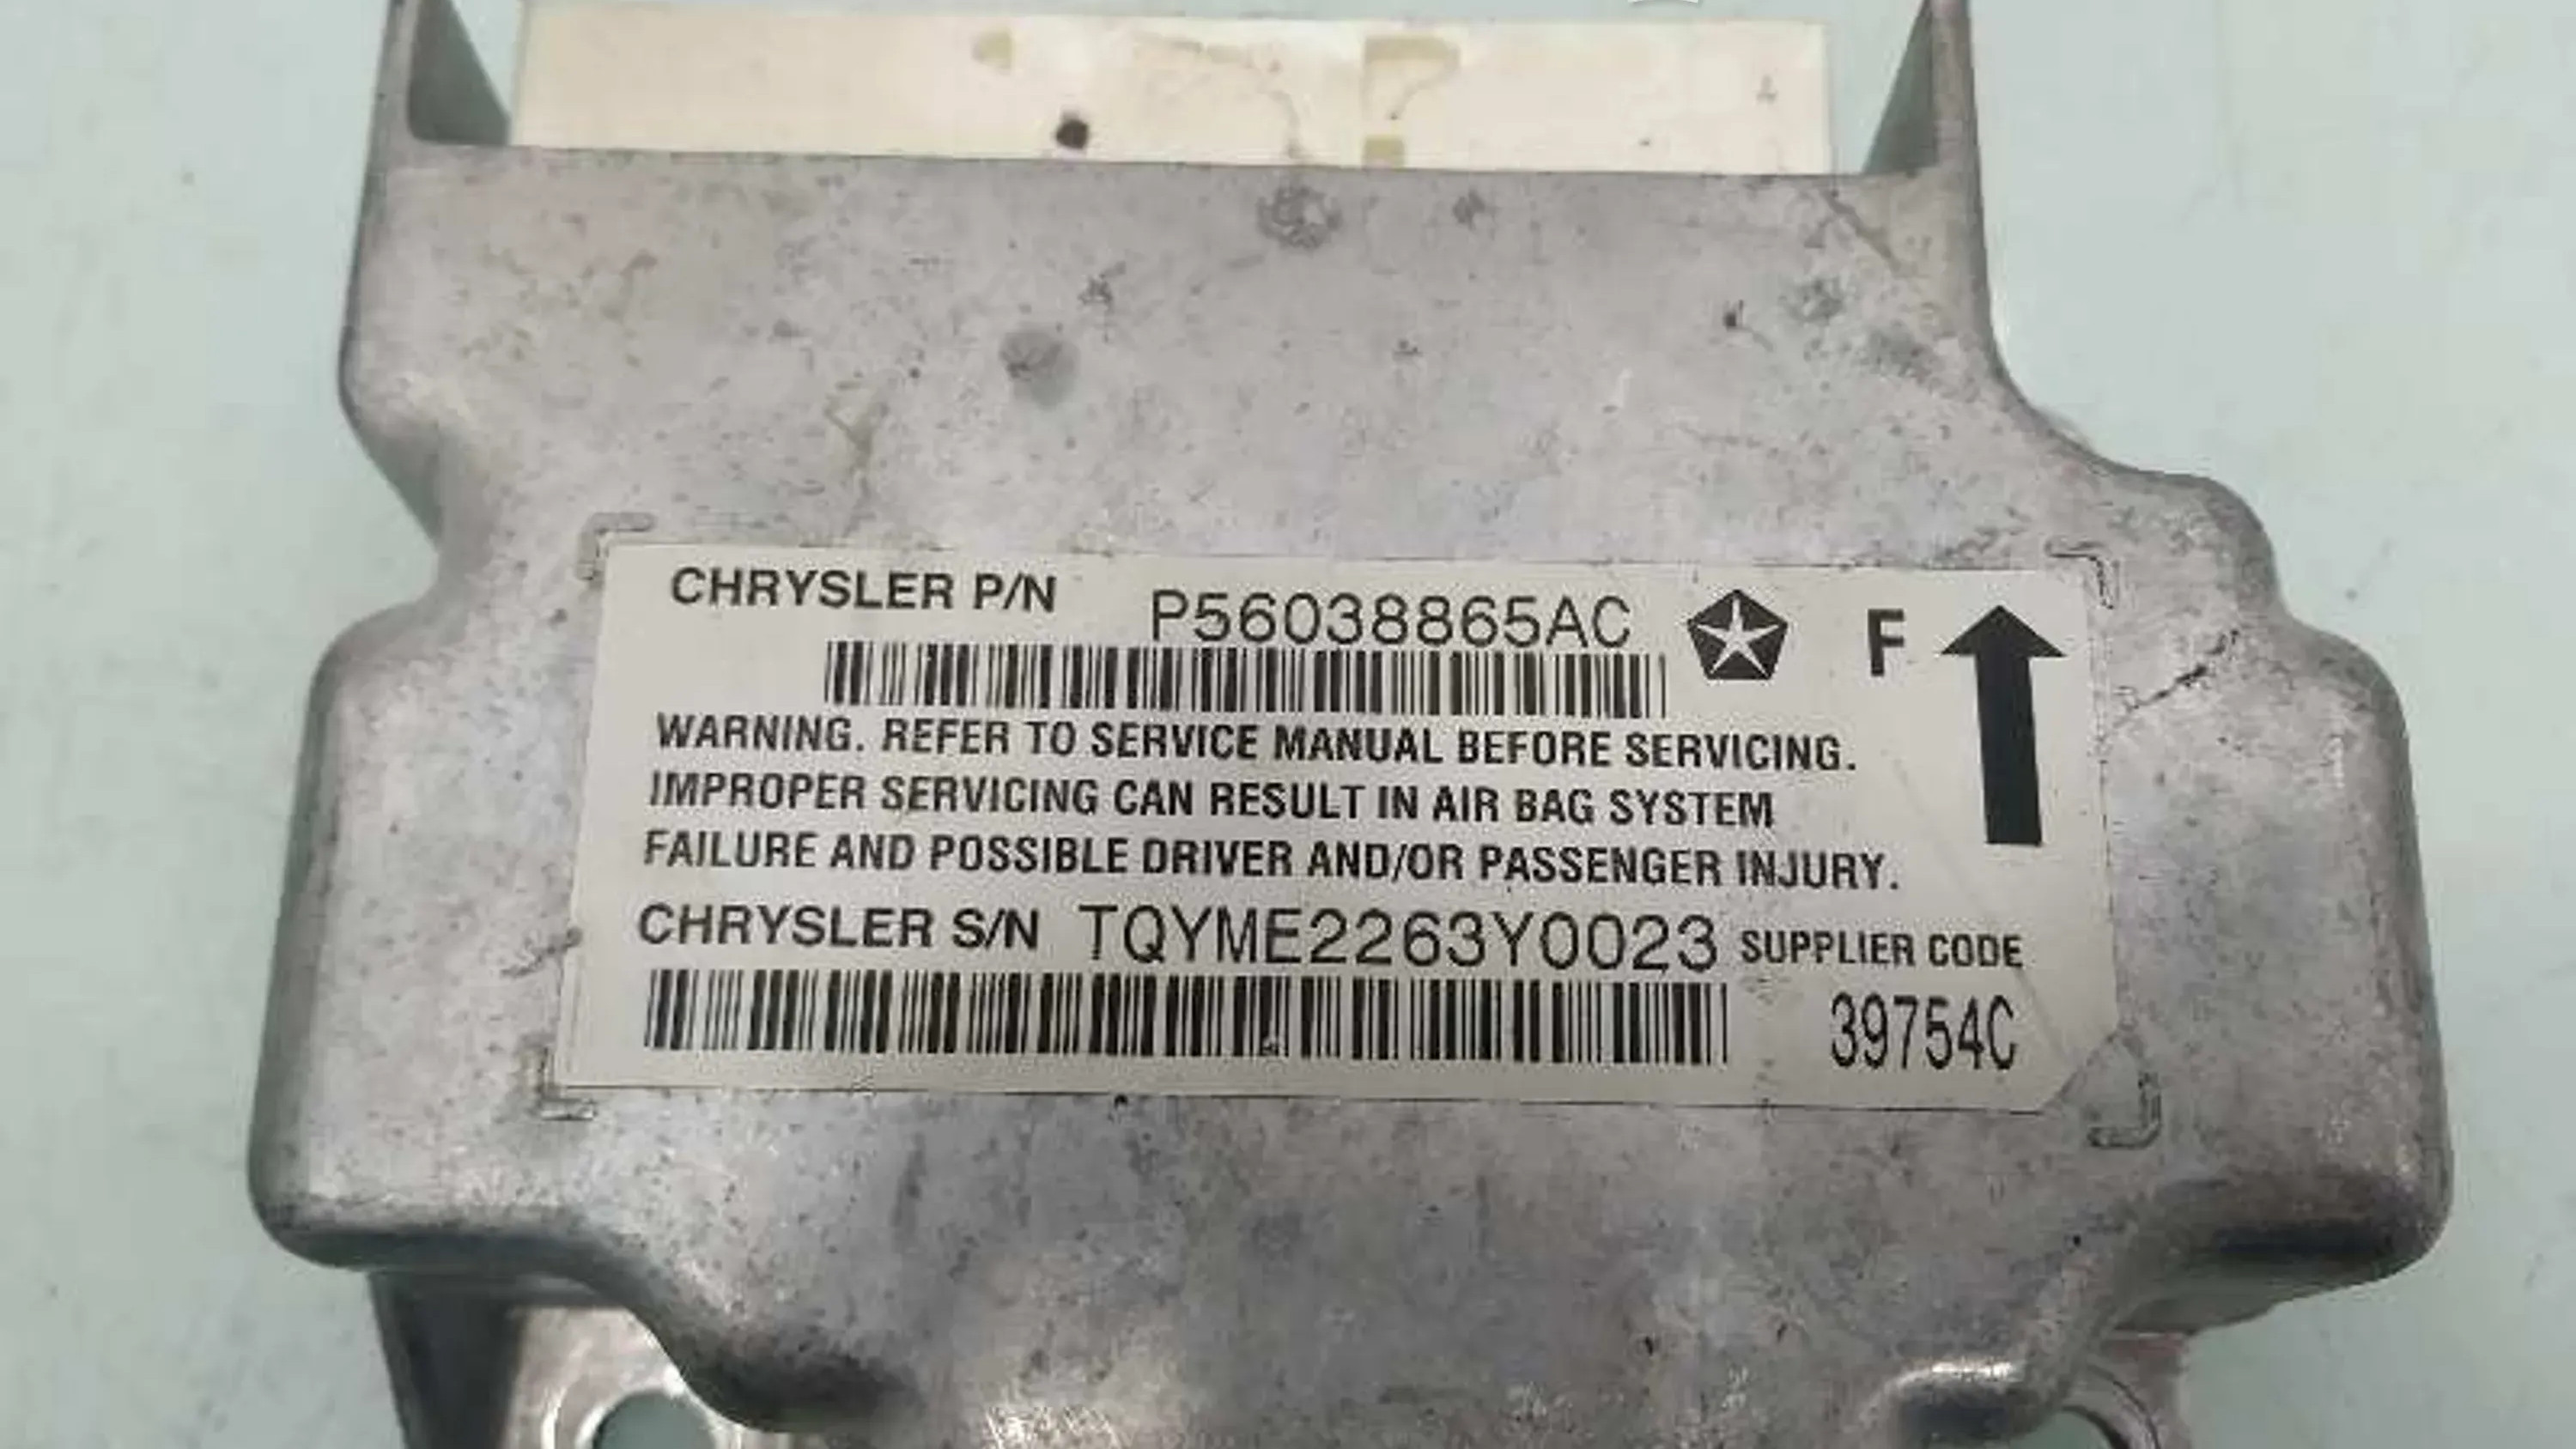 CHRYSLER P/N P56038865AC F
WARNING. REFER TO SERVICE MANUAL BEFORE SERVICING.
IMPROPER SERVICING CAN RESULT IN AIR BAG SYSTEM
FAILURE AND POSSIBLE DRIVER AND/OR PASSENGER INJURY.
CHRYSLER S/N TQYME2263Y0023 SUPPLIER CODE
39754C